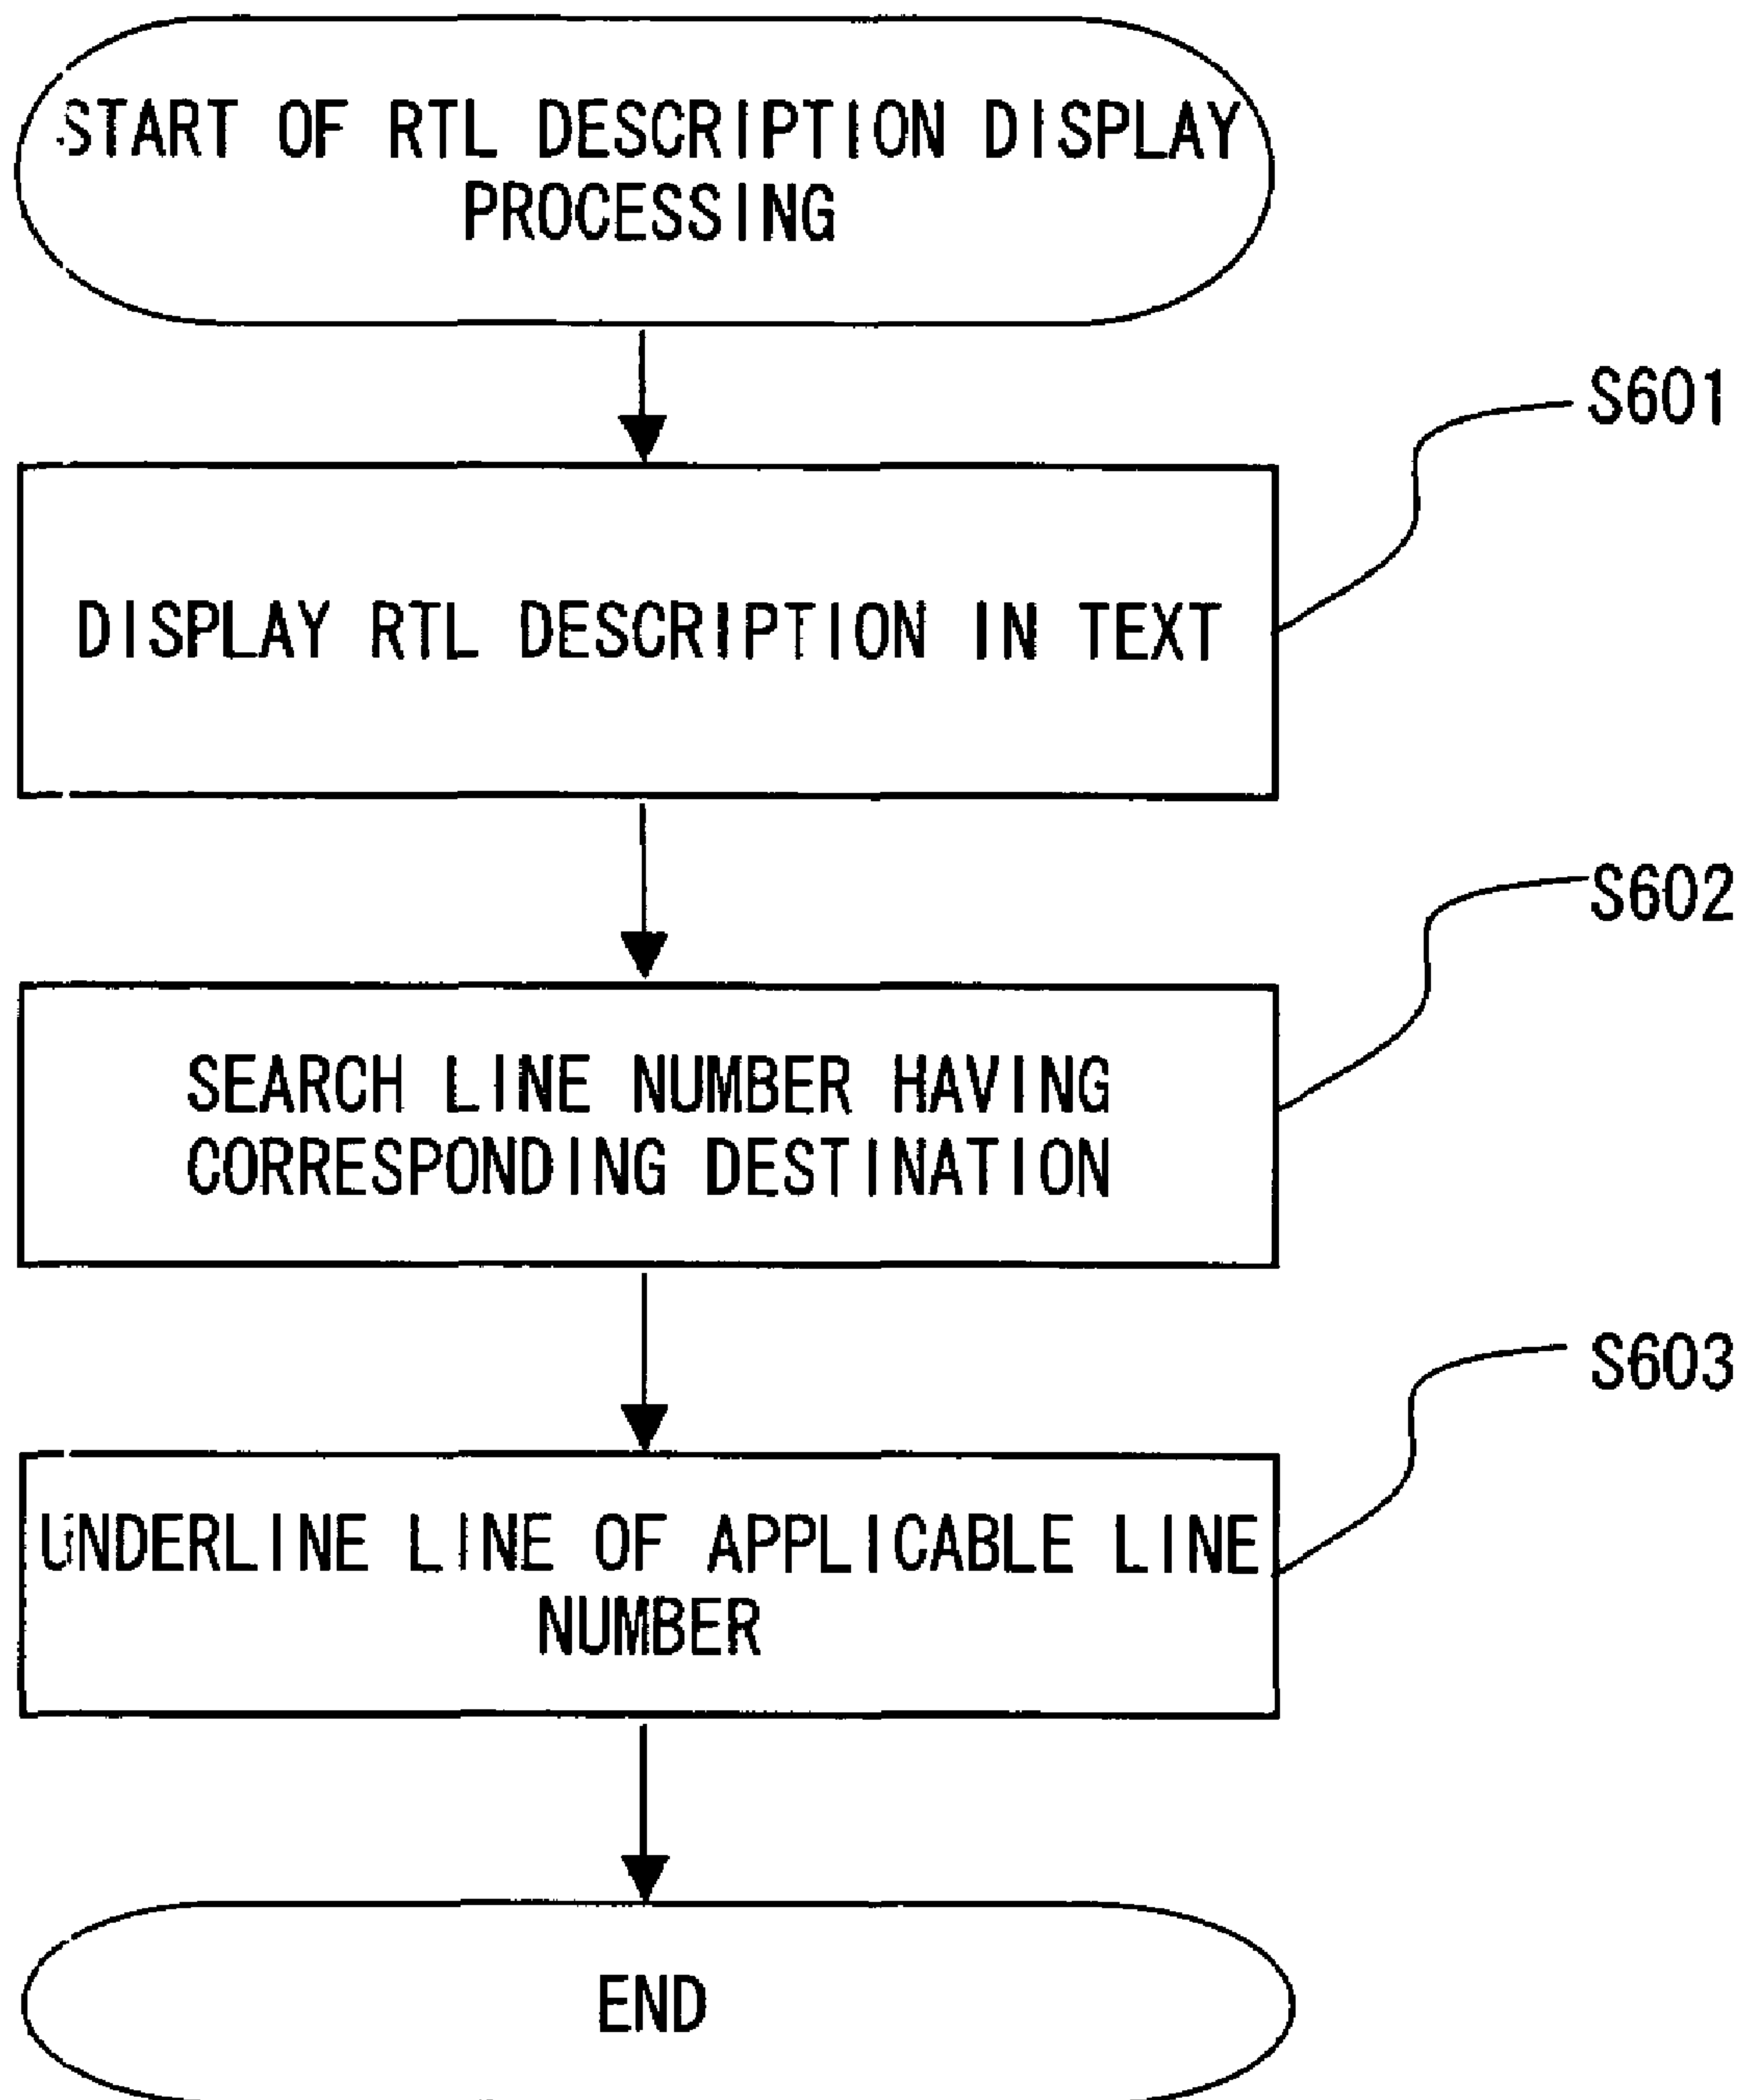 START OF RTL DESCRIPTION DISPLAY
PROCESSING
S601
DISPLAY RTL DESCRIPTION IN TEXT
S602
SEARCH LINE NUMBER HAVING
CORRESPONDING DESTINATION
S603
UNDERLINE LINE OF APPLICABLE LINE
NUMBER
END